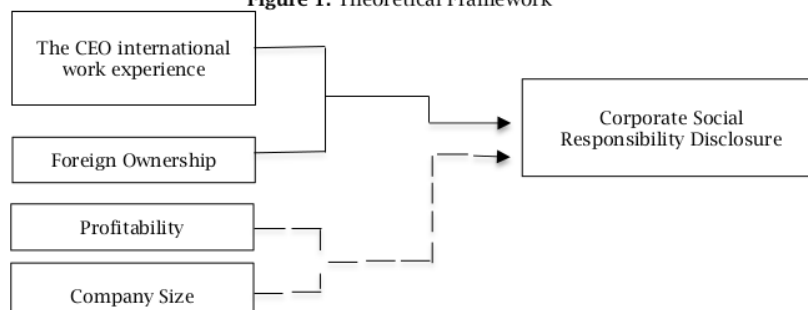 Figure 1. Theoretical Framework
The CEO international
work experience
Foreign Ownership
Profitability
Company Size
Corporate Social
Responsibility Disclosure